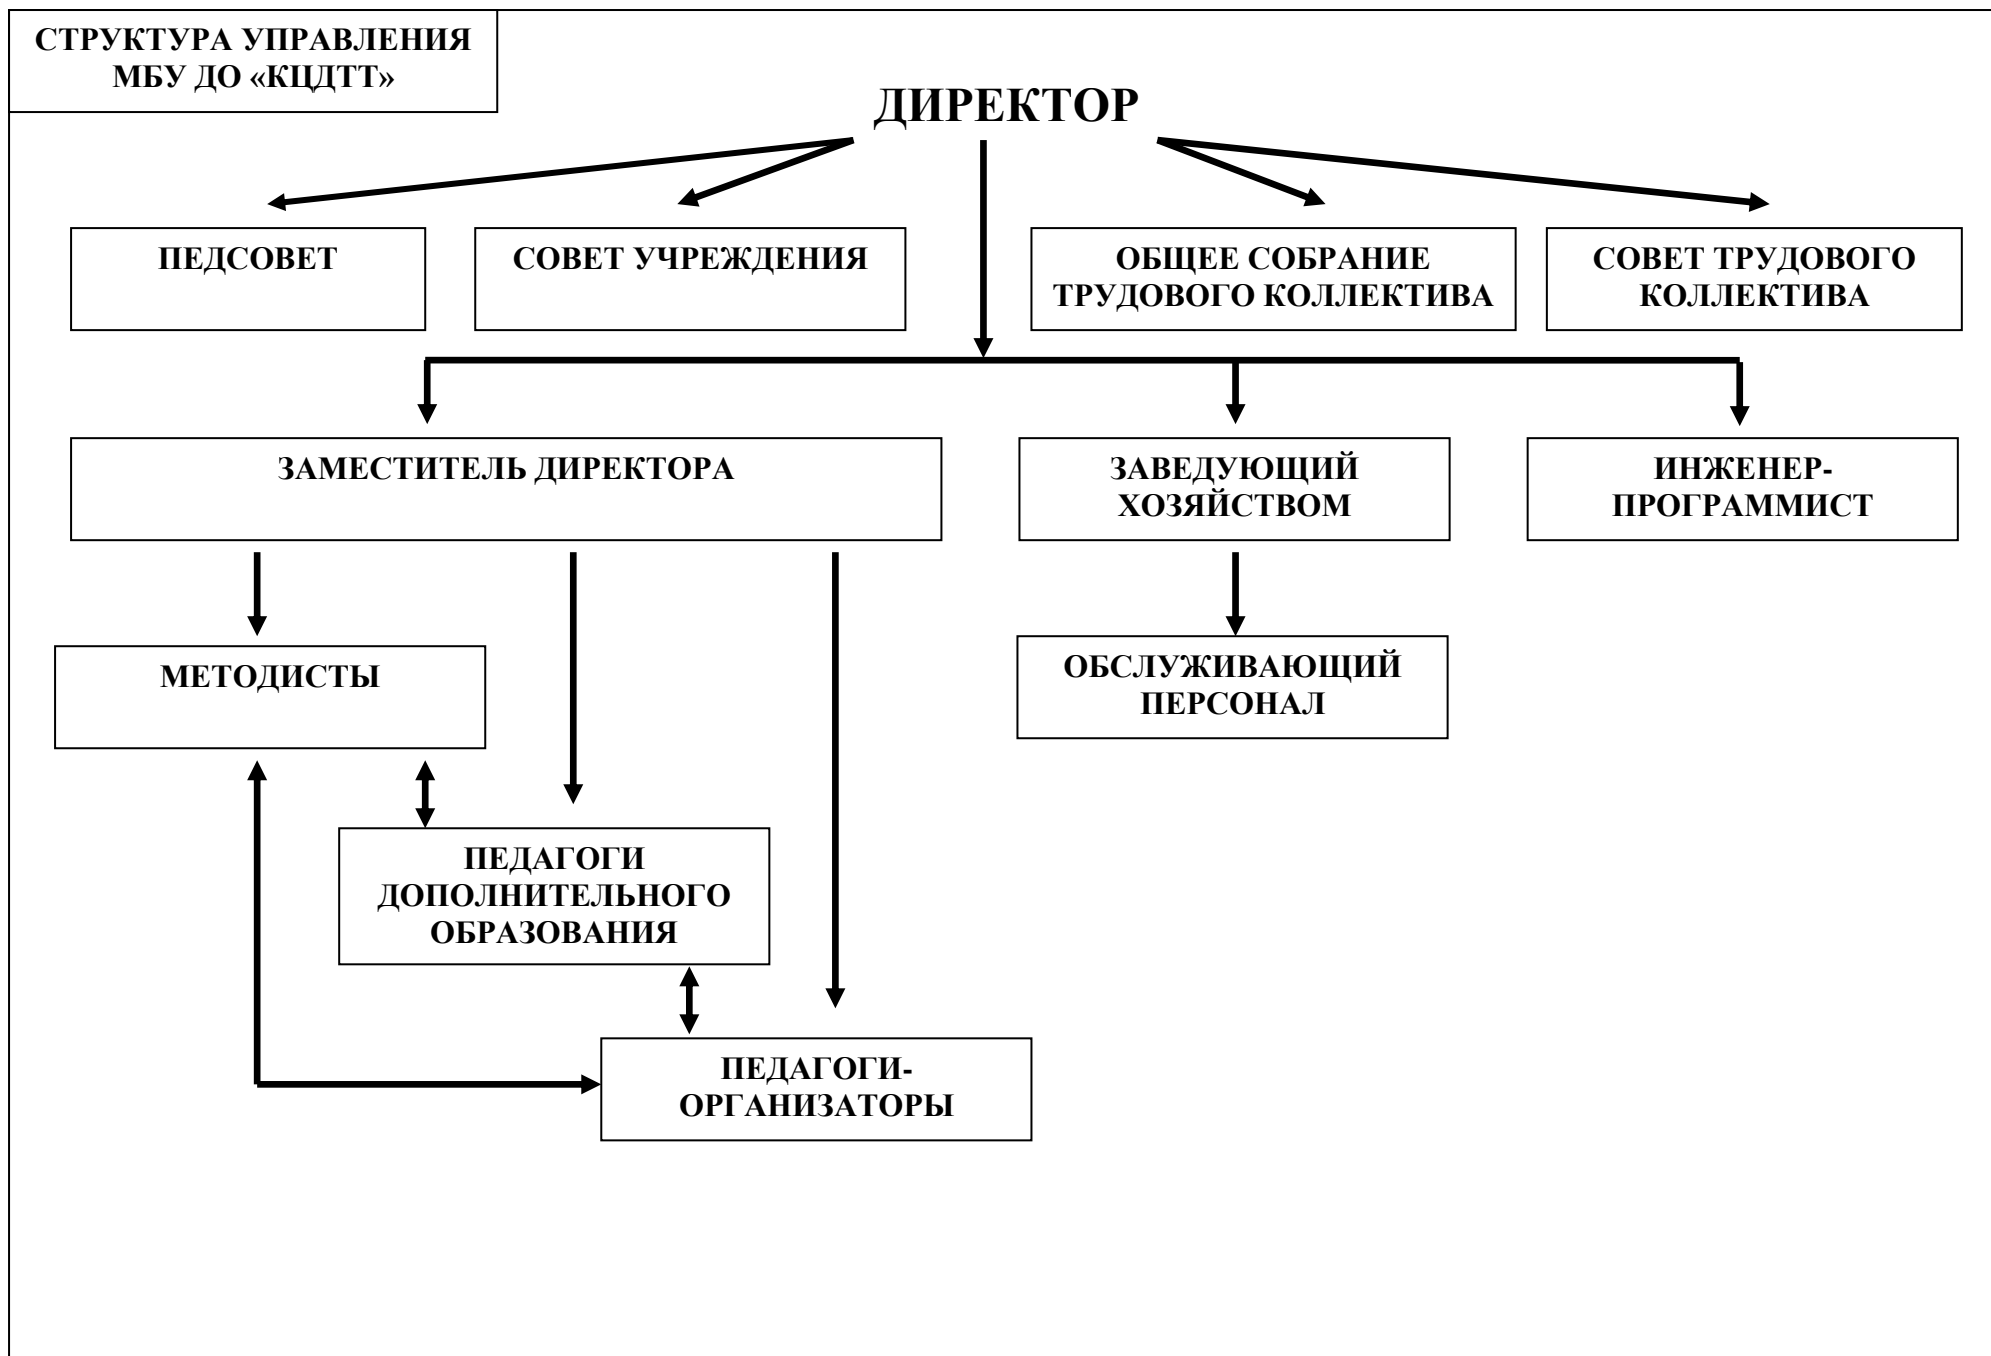 СТРУКТУРА УПРАВЛЕНИЯ
МБУ ДО «КЦДТТ»
ДИРЕКТОР
ПЕДСОВЕТ
СОВЕТ УЧРЕЖДЕНИЯ
ОБЩЕЕ СОБРАНИЕ
ТРУДОВОГО КОЛЛЕКТИВА
СОВЕТ ТРУДОВОГО
КОЛЛЕКТИВА
ЗАМЕСТИТЕЛЬ ДИРЕКТОРА
ЗАВЕДУЮЩИЙ
ХОЗЯЙСТВОМ
ИНЖЕНЕР-
ПРОГРАММИСТ
МЕТОДИСТЫ
ОБСЛУЖИВАЮЩИЙ
ПЕРСОНАЛ
ПЕДАГОГИ
ДОПОЛНИТЕЛЬНОГО
ОБРАЗОВАНИЯ
ПЕДАГОГИ-
ОРГАНИЗАТОРЫ